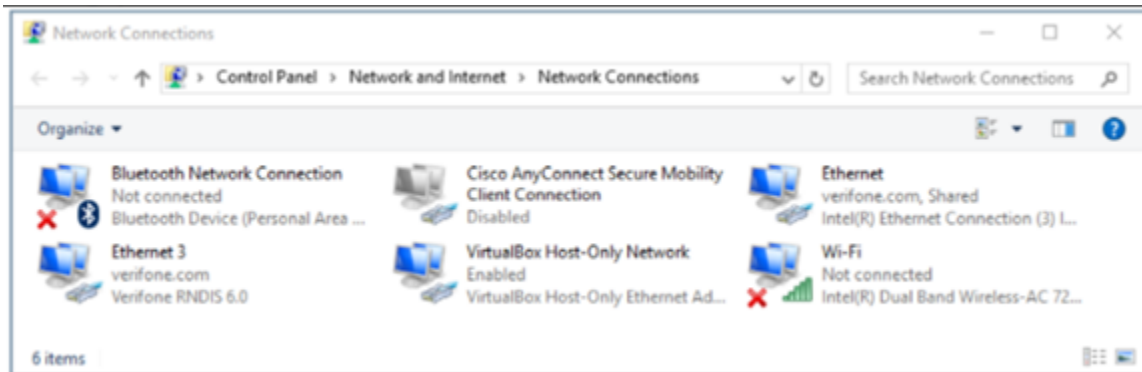 Network Connections
Control Panel > Network and Internet > Network Connections
Search Network Connections
Organize
Bluetooth Network Connection
Not connected
Bluetooth Device (Personal Area ...
Cisco AnyConnect Secure Mobility
Client Connection
Disabled
Ethernet
verifone.com, Shared
Intel(R) Ethernet Connection (3) I...
Ethernet 3
verifone.com
Verifone RNDIS 6.0
VirtualBox Host-Only Network
Enabled
VirtualBox Host-Only Ethernet Ad...
Wi-Fi
Not connected
Intel(R) Dual Band Wireless-AC 72...
6 items